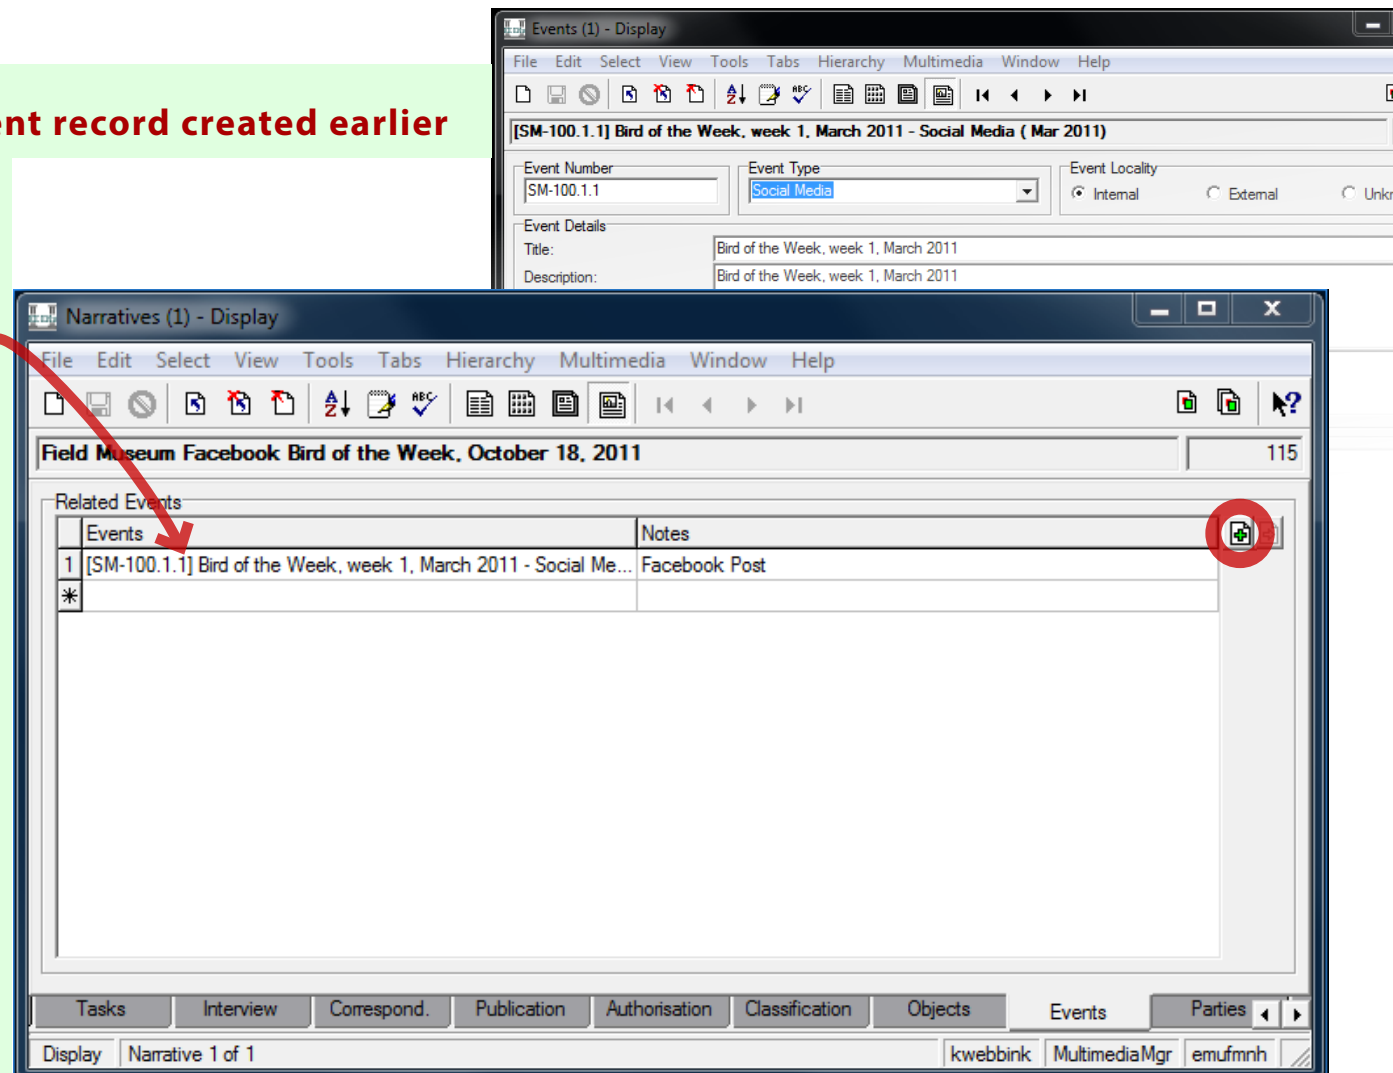 Events (1) - Display
File Edit Select View Tools Tabs Hierarchy Multimedia Window Help
ent record created earlier
[SM-100.1.1] Bird of the Week, week 1, March 2011 - Social Media ( Mar 2011)
Event Number Event Type Event Locality
SM-100.1.1 Social Media Internal External Unkr
Event Details
Title: Bird of the Week, week 1, March 2011
Description: Bird of the Week, week 1, March 2011
Narratives (1) - Display
File Edit Select View Tools Tabs Hierarchy Multimedia Window Help
Field Museum Facebook Bird of the Week, October 18, 2011 115
Related Events
Events Notes
1 [SM-100.1.1] Bird of the Week, week 1, March 2011 - Social Me... Facebook Post
Tasks Interview Correspond. Publication Authorisation Classification Objects Events Parties
Display Narrative 1 of 1 kwebbink MultimediaMgr emufmnh